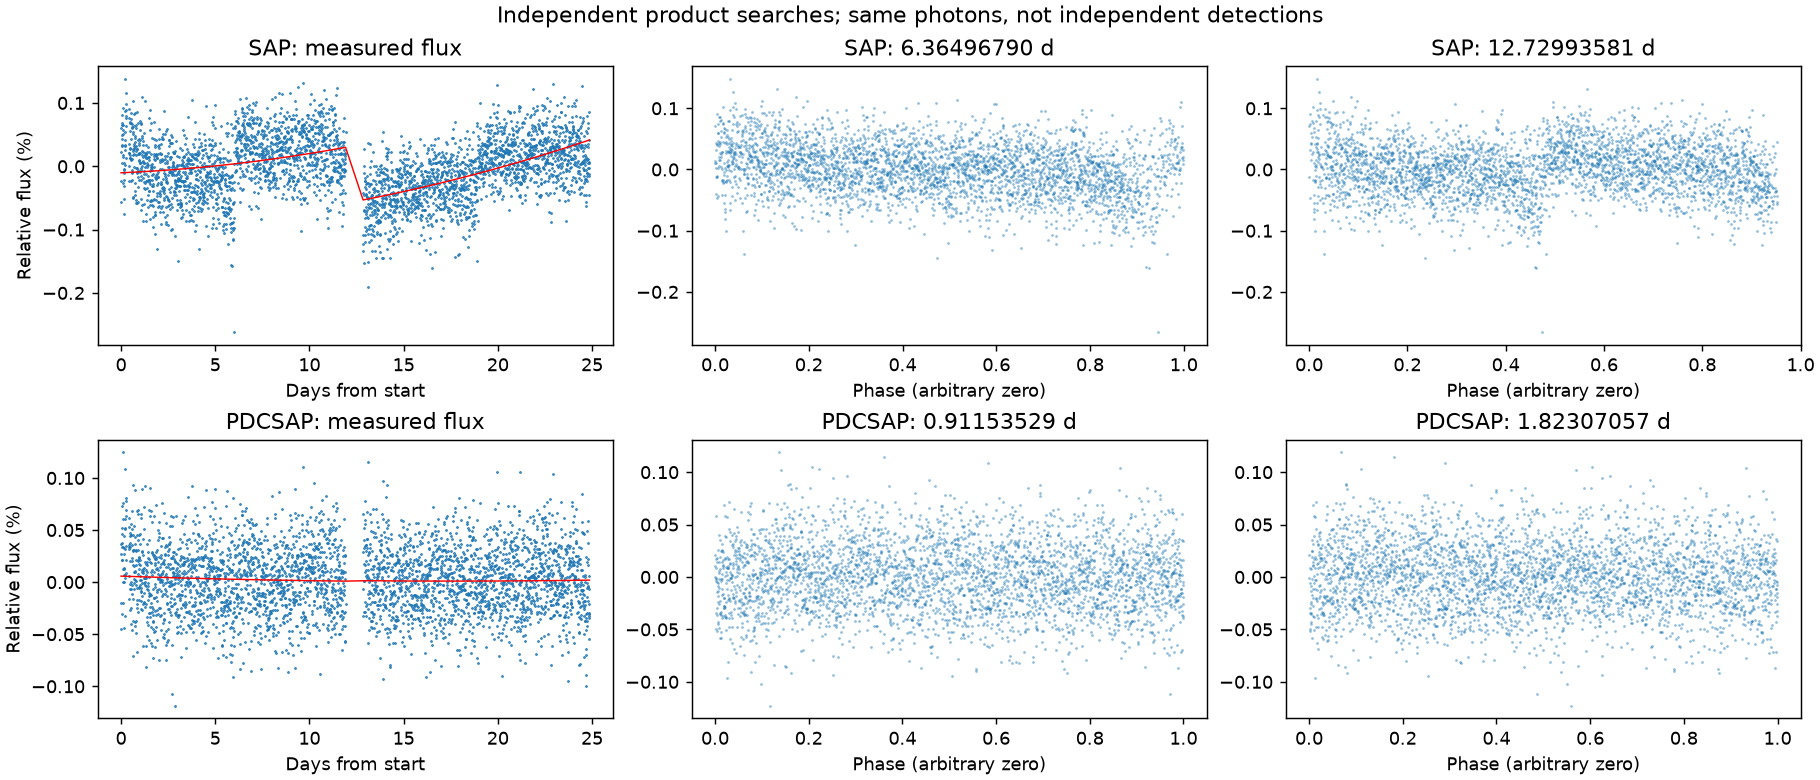 Independent product searches; same photons, not independent detections
SAP: measured flux
SAP: 6.36496790 d
SAP: 12.72993581 d
Relative flux (%)
0.1
0.0
−0.1
−0.2
0.1
0.0
−0.1
−0.2
0.1
0.0
−0.1
−0.2
0 5 10 15 20 25
0.0 0.2 0.4 0.6 0.8 1.0
0.0 0.2 0.4 0.6 0.8 1.0
Days from start
Phase (arbitrary zero)
Phase (arbitrary zero)
PDCSAP: measured flux
PDCSAP: 0.91153529 d
PDCSAP: 1.82307057 d
Relative flux (%)
0.10
0.05
0.00
−0.05
−0.10
0.10
0.05
0.00
−0.05
−0.10
0.10
0.05
0.00
−0.05
−0.10
0 5 10 15 20 25
0.0 0.2 0.4 0.6 0.8 1.0
0.0 0.2 0.4 0.6 0.8 1.0
Days from start
Phase (arbitrary zero)
Phase (arbitrary zero)